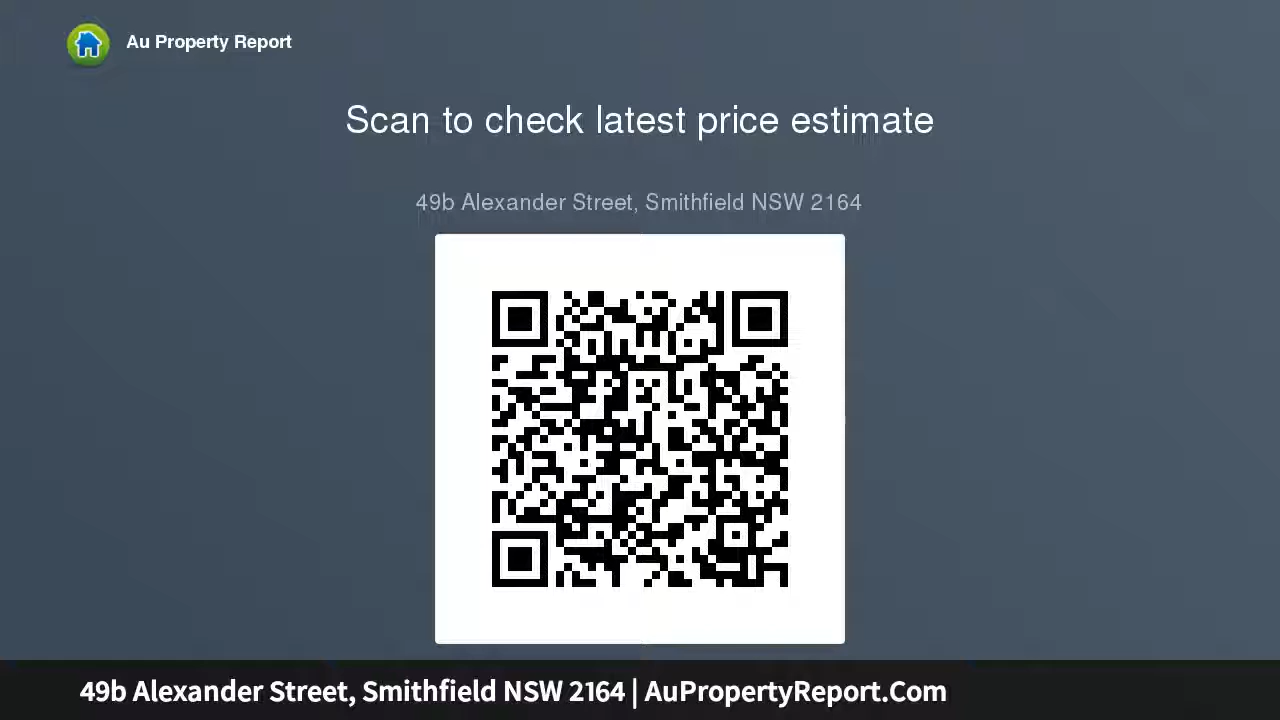 Au Property Report
Scan to check latest price estimate
49b Alexander Street, Smithfield NSW 2164
49b Alexander Street, Smithfield NSW 2164 | AuPropertyReport.Com